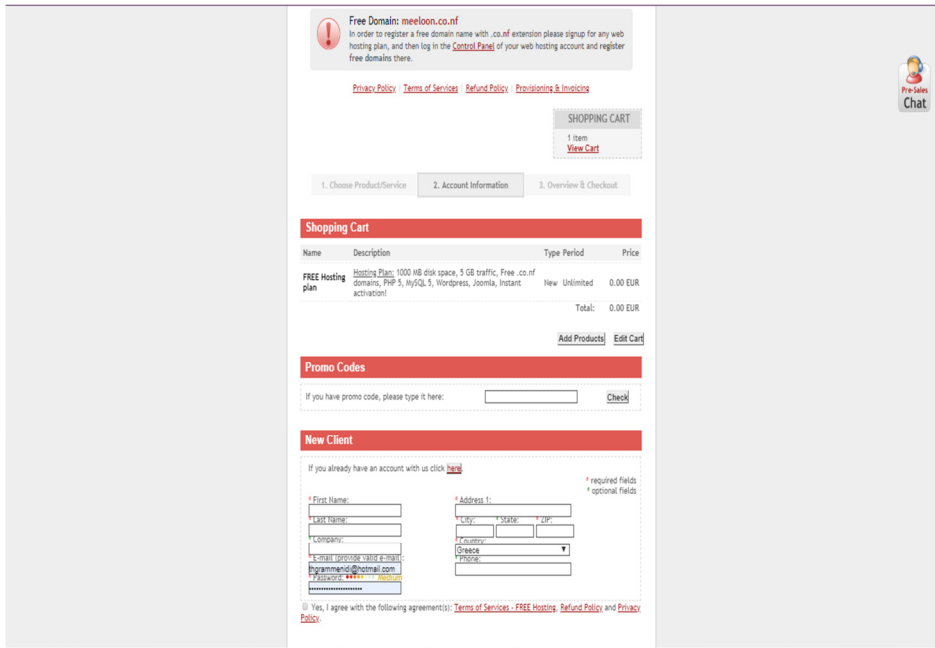 Free Domain: meeloon.co.nf
In order to register a free domain name with .co.nf extension please signup for any web
hosting plan, and then log in the Control Panel of your web hosting account and register
free domains there.
Pre-Sales
Chat
Privacy Policy | Terms of Services | Refund Policy | Provisioning & Invoicing
SHOPPING CART
1 item
View Cart
1. Choose Product/Service 2. Account Information 3. Overview & Checkout
Shopping Cart
Name Description Type Period Price
FREE Hosting plan
Hosting Plan: 1000 MB disk space, 5 GB traffic, Free .co.nf
domains, PHP 5, MySQL 5, Wordpress, Joomla, Instant
activation!
New Unlimited 0.00 EUR
Total: 0.00 EUR
Add Products Edit Cart
Promo Codes
If you have promo code, please type it here: Check
New Client
If you already have an account with us click here.
* required fields
* optional fields
* First Name: * Address 1:
* Last Name: * City: * State: * ZIP:
* Company: * Country:
Greece
* E-mail (provide valid e-mail): * Phone:
thgrammenidi@hotmail.com
* Password: Medium
Yes, I agree with the following agreement(s): Terms of Services - FREE Hosting, Refund Policy and Privacy
Policy.